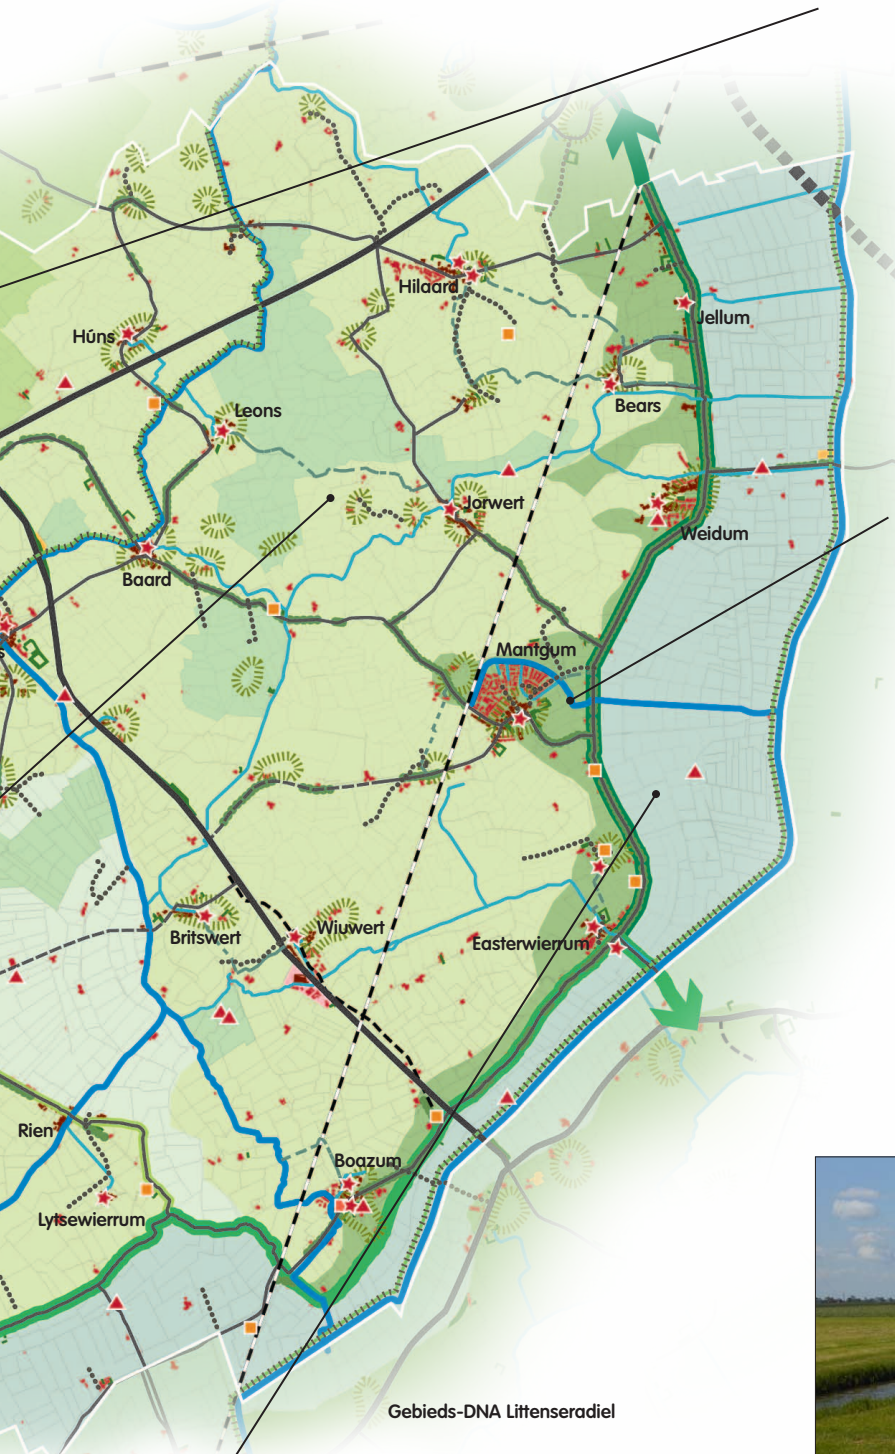 Hilaard
Jellum
Húns
Bears
Leons
Jorwert
Weidum
Baard
s
Mantgum
Wiuwert
Britswert
Easterwierrum
Rien
Boazum
Lytsewierrum
Gebieds-DNA Littenseradiel